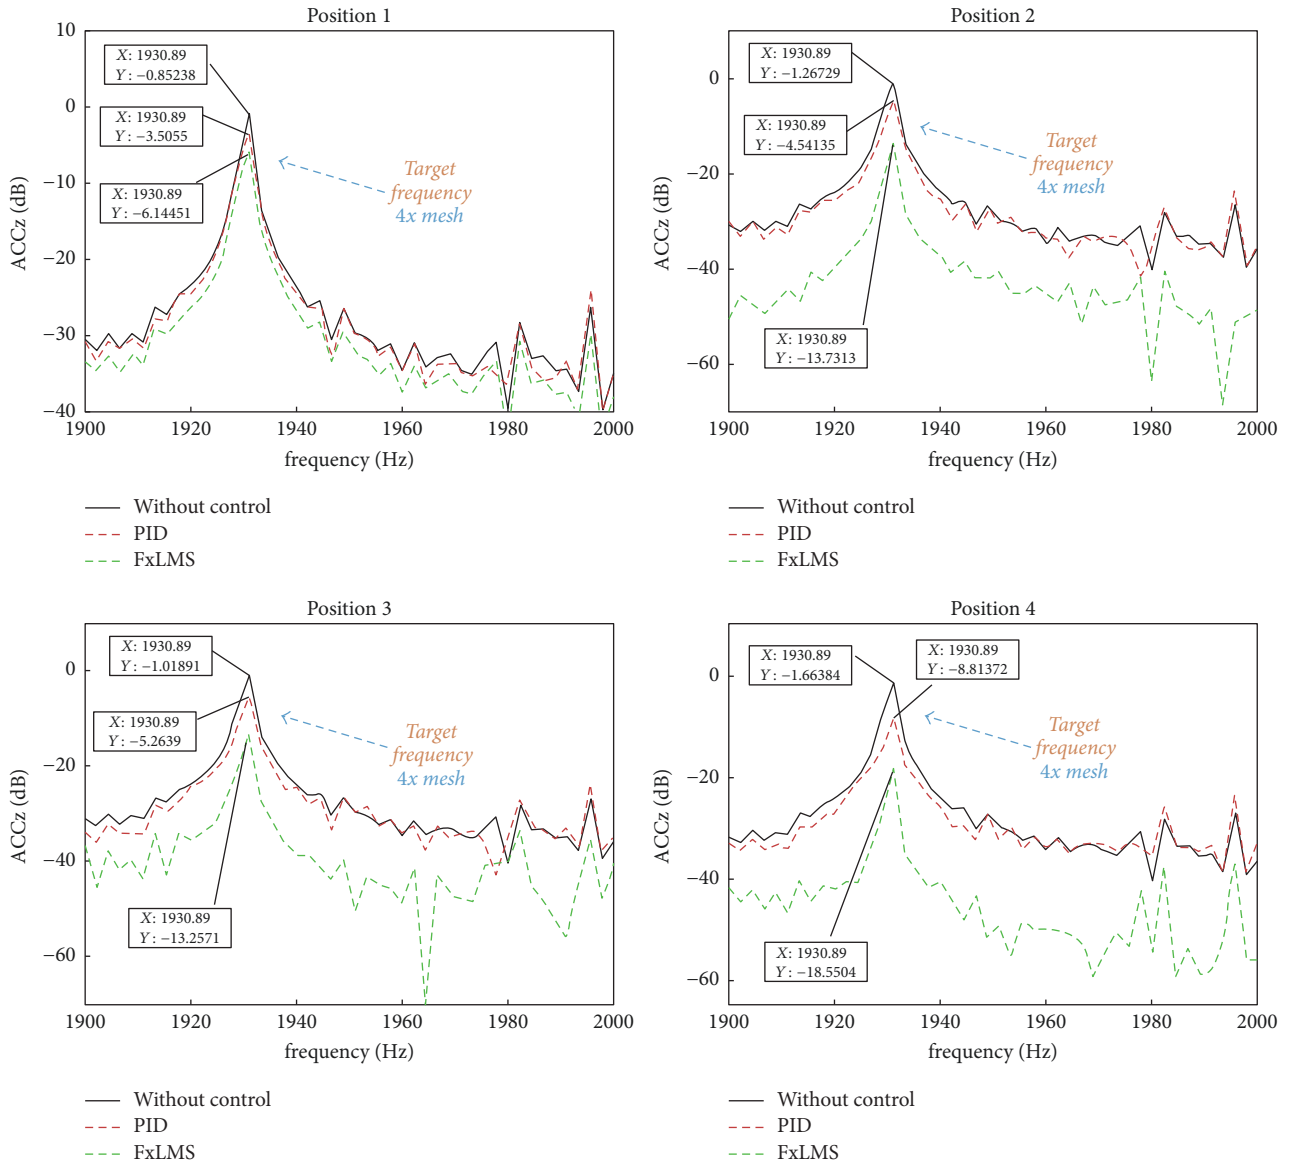 Position 1
10
0
−10
−20
−30
−40
ACCz (dB)
X: 1930.89
Y: −0.85238
X: 1930.89
Y: −3.5055
X: 1930.89
Y: −6.14451
Target
frequency
4x mesh
1900 1920 1940 1960 1980 2000
frequency (Hz)
Without control
PID
FxLMS
Position 2
0
−20
−40
−60
ACCz (dB)
X: 1930.89
Y: −1.26729
X: 1930.89
Y: −4.54135
X: 1930.89
Y: −13.7313
Target
frequency
4x mesh
1900 1920 1940 1960 1980 2000
frequency (Hz)
Without control
PID
FxLMS
Position 3
0
−20
−40
−60
ACCz (dB)
X: 1930.89
Y: −1.01891
X: 1930.89
Y: −5.2639
X: 1930.89
Y: −13.2571
Target
frequency
4x mesh
1900 1920 1940 1960 1980 2000
frequency (Hz)
Without control
PID
FxLMS
Position 4
0
−20
−40
−60
ACCz (dB)
X: 1930.89
Y: −1.66384
X: 1930.89
Y: −8.81372
X: 1930.89
Y: −18.5504
Target
frequency
4x mesh
1900 1920 1940 1960 1980 2000
frequency (Hz)
Without control
PID
FxLMS